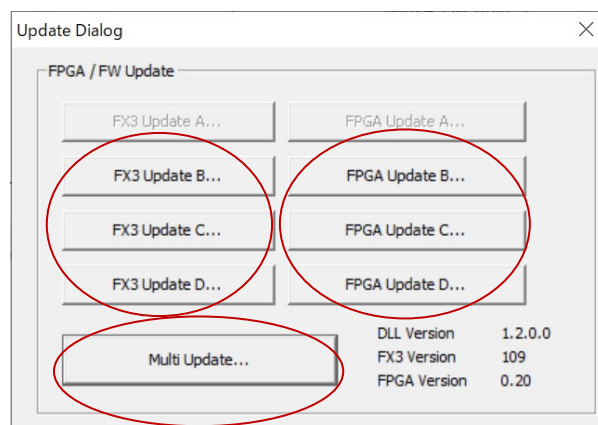 Update Dialog
FPGA / FW Update
FX3 Update A... FPGA Update A...
FX3 Update B... FPGA Update B...
FX3 Update C... FPGA Update C...
FX3 Update D... FPGA Update D...
Multi Update...
DLL Version 1.2.0.0
FX3 Version 109
FPGA Version 0.20